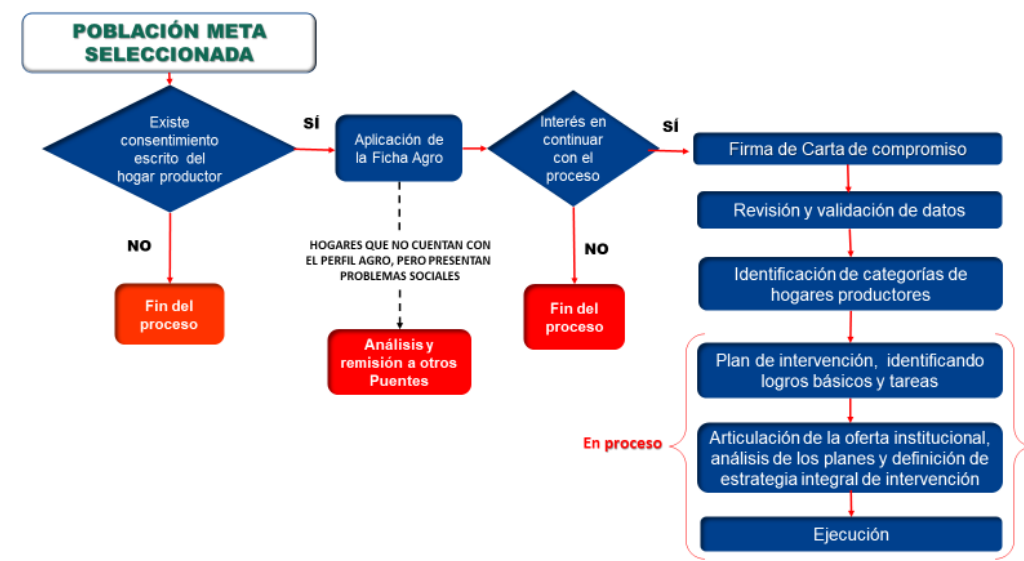 POBLACIÓN META
SELECCIONADA
Existe
consentimiento
escrito del
hogar productor
SÍ
NO
Fin del
proceso
Aplicación de
la Ficha Agro
HOGARES QUE NO CUENTAN CON
EL PERFIL AGRO, PERO PRESENTAN
PROBLEMAS SOCIALES
Análisis y
remisión a otros
Puentes
Interés en
continuar
con el
proceso
SÍ
NO
Fin del
proceso
Firma de Carta de compromiso
Revisión y validación de datos
Identificación de categorías de
hogares productores
En proceso
Plan de intervención, identificando
logros básicos y tareas
Articulación de la oferta institucional,
análisis de los planes y definición de
estrategia integral de intervención
Ejecución